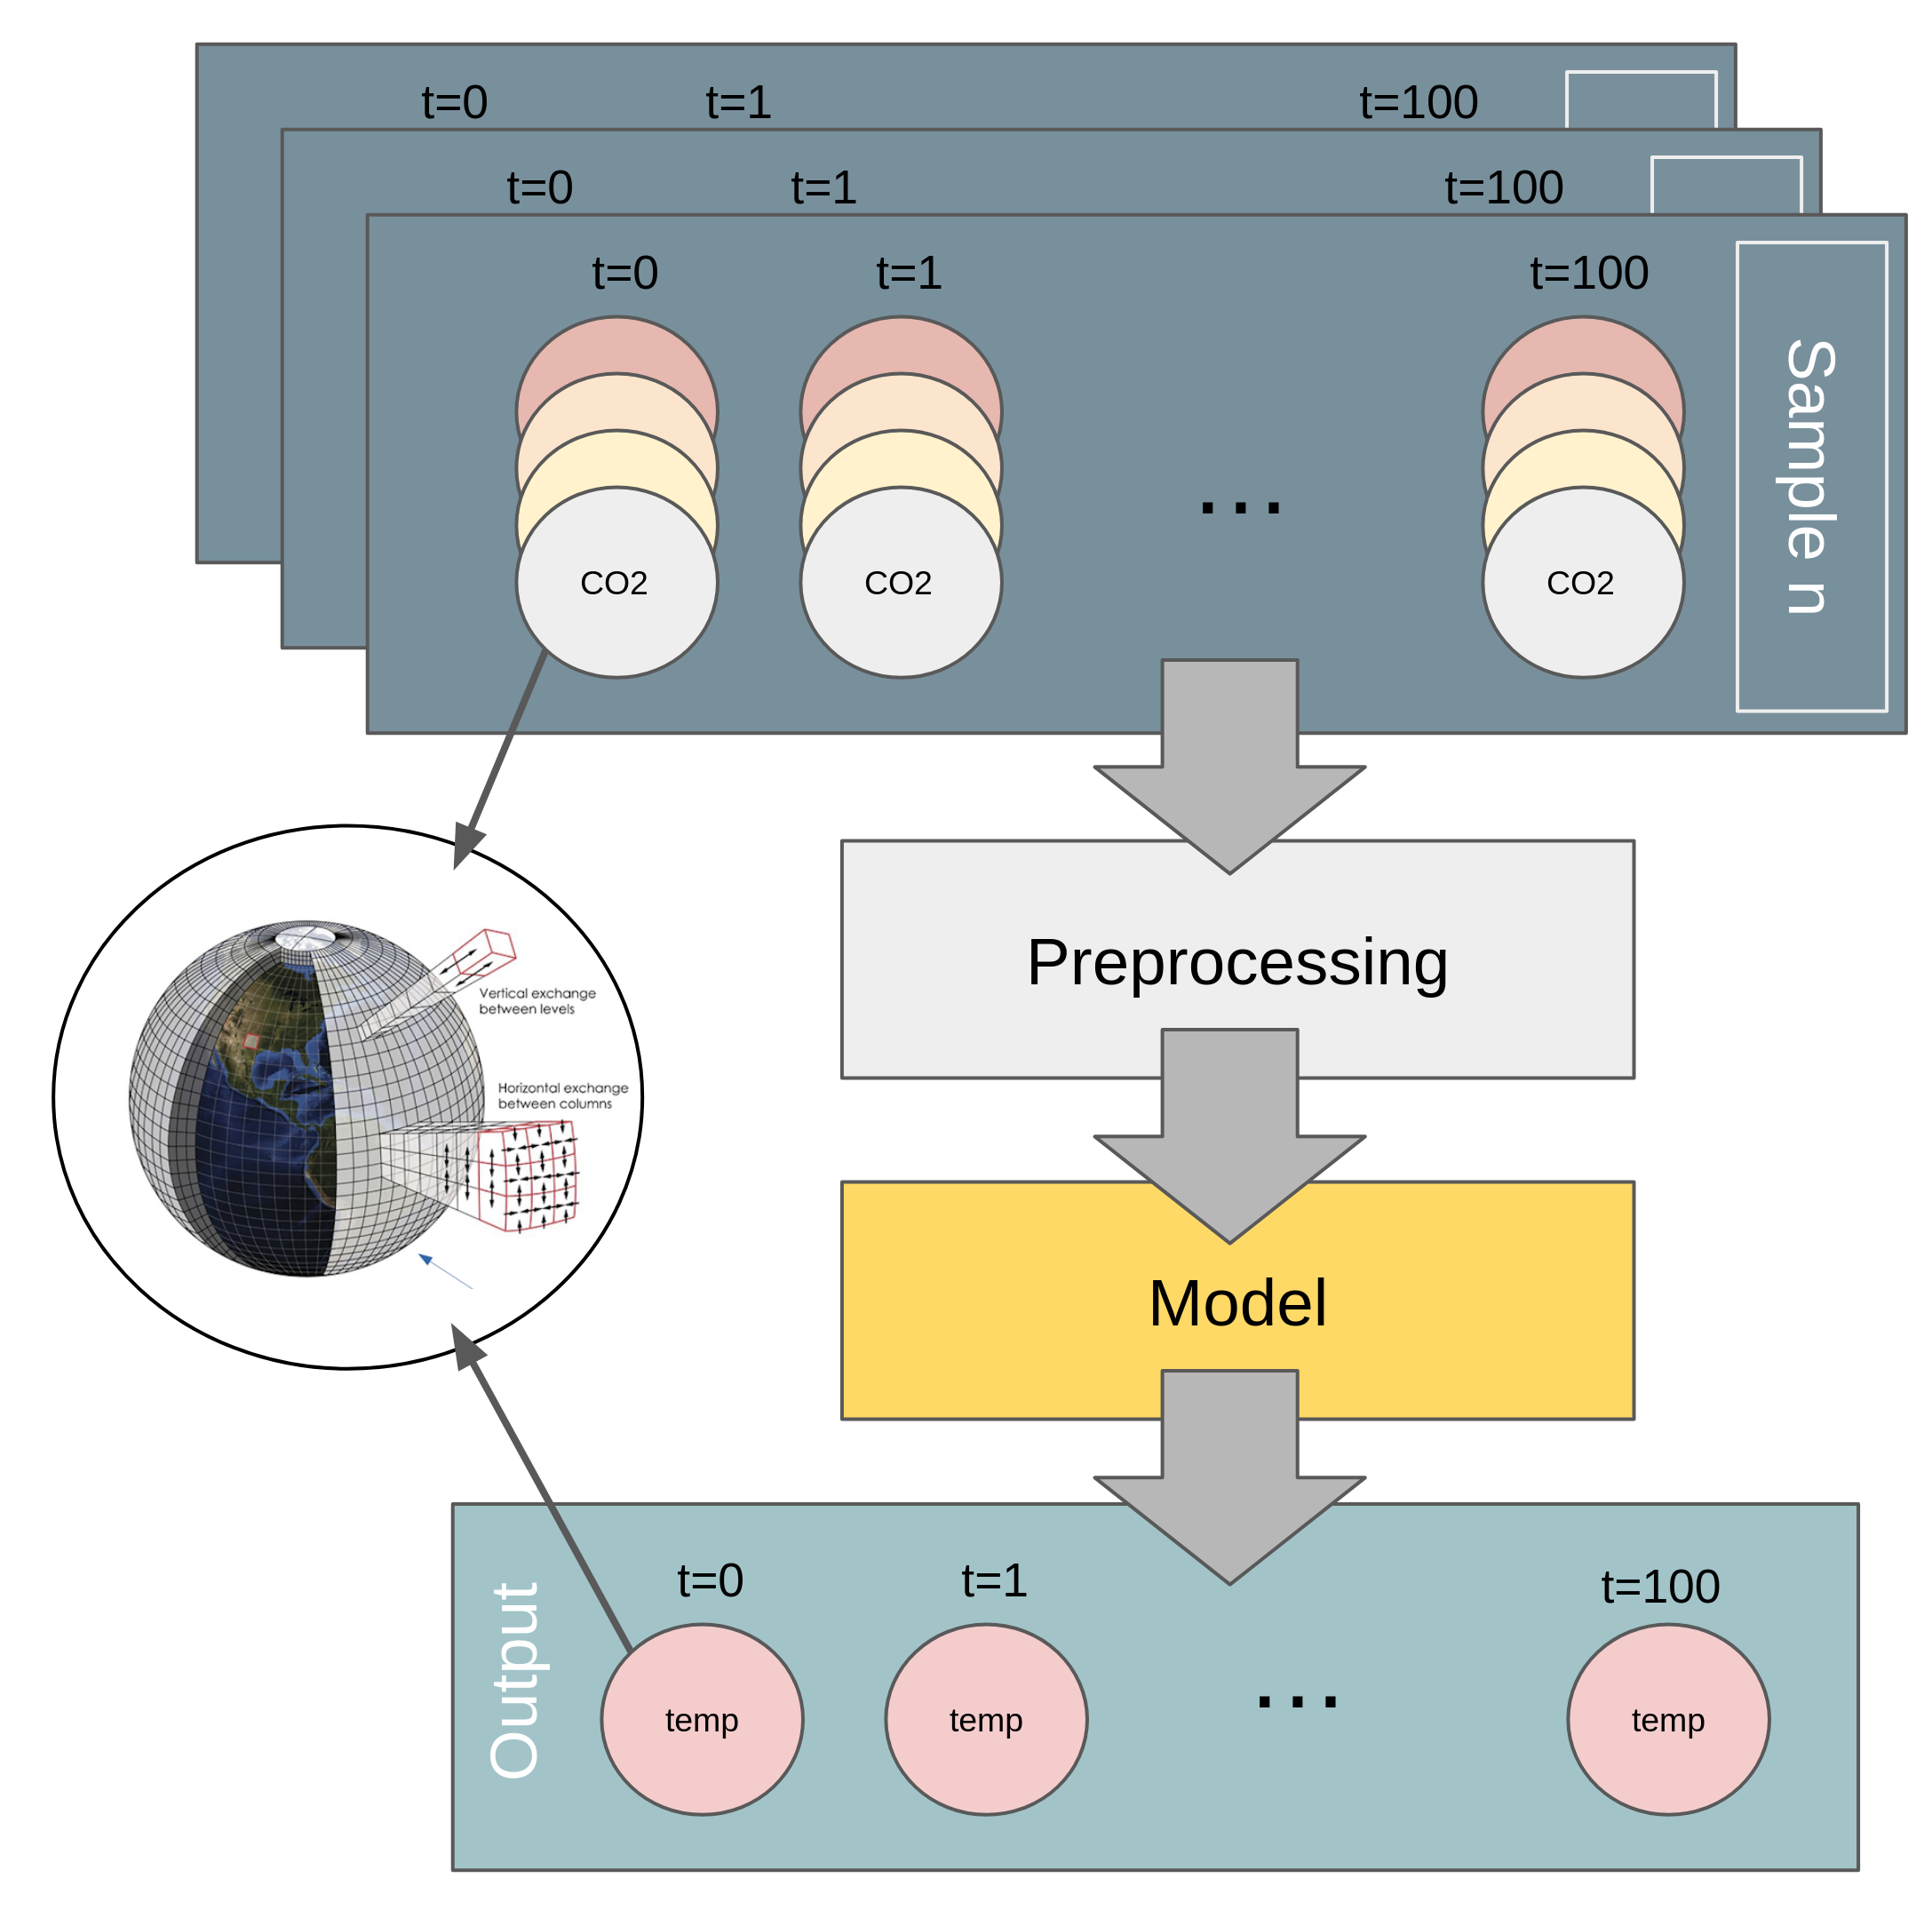 t=0 t=1 t=100
t=0 t=1 t=100
t=0 t=1 t=100
CO2 CO2 ... CO2
Sample n
Preprocessing
Vertical exchange
between levels
Horizontal exchange
between columns
Model
Output
t=0 t=1 t=100
temp temp ... temp